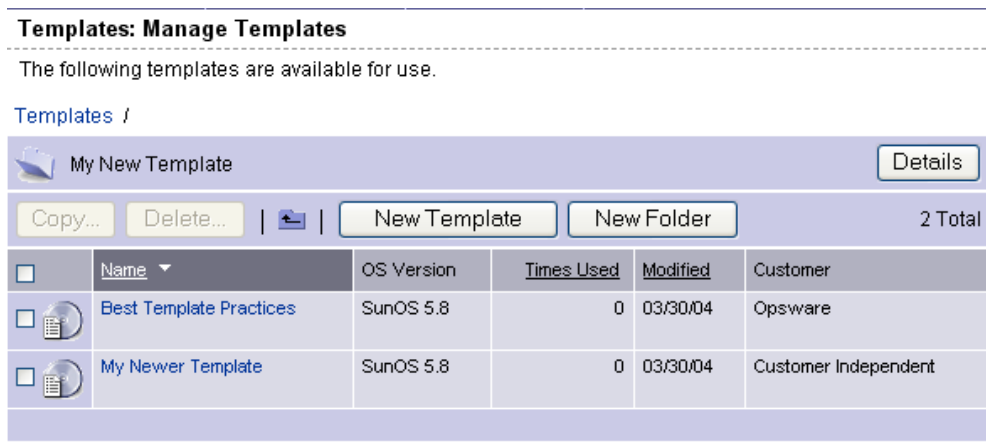 Templates: Manage Templates
The following templates are available for use.
Templates /
My New Template Details
Copy... Delete... | | New Template New Folder 2 Total
Name OS Version Times Used Modified Customer
Best Template Practices SunOS 5.8 0 03/30/04 Opsware
My Newer Template SunOS 5.8 0 03/30/04 Customer Independent